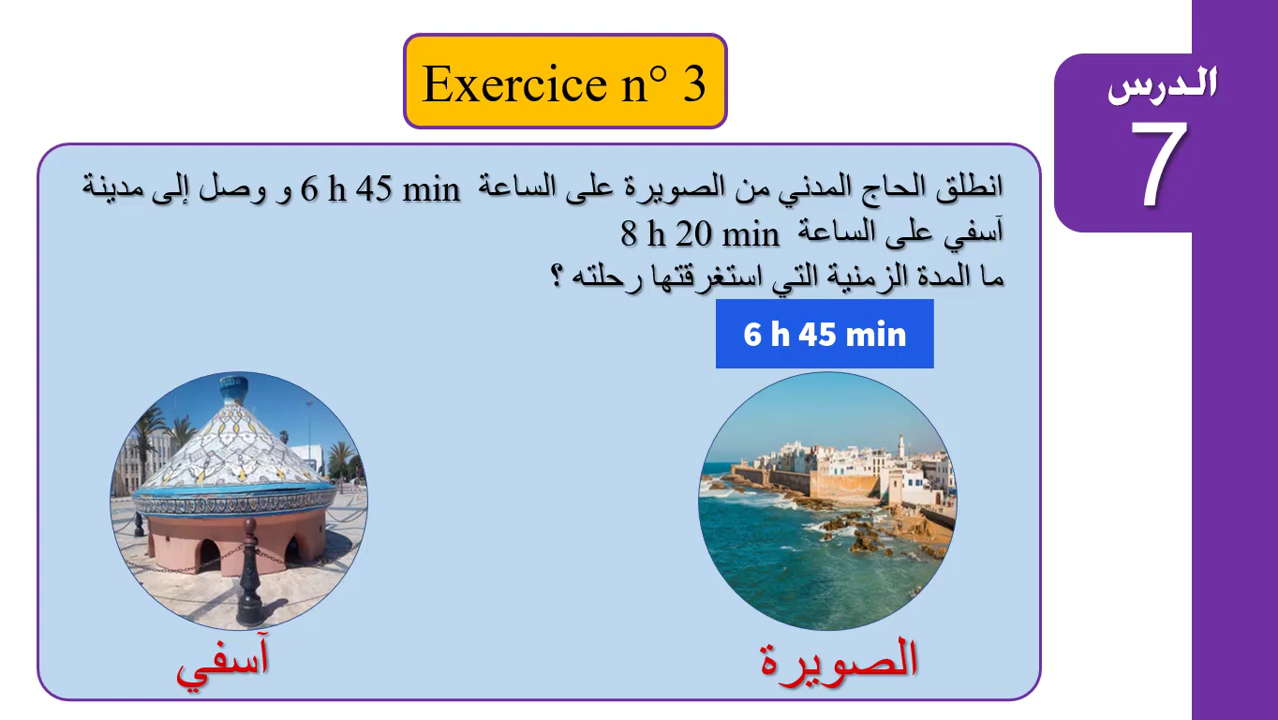 Exercice n° 3
الدرس
7
انطلق الحاج المدني من الصويرة على الساعة 6 h 45 min و وصل إلى مدينة
آسفي على الساعة 8 h 20 min
ما المدة الزمنية التي استغرقتها رحلته ؟
6 h 45 min
الصويرة
آسفي